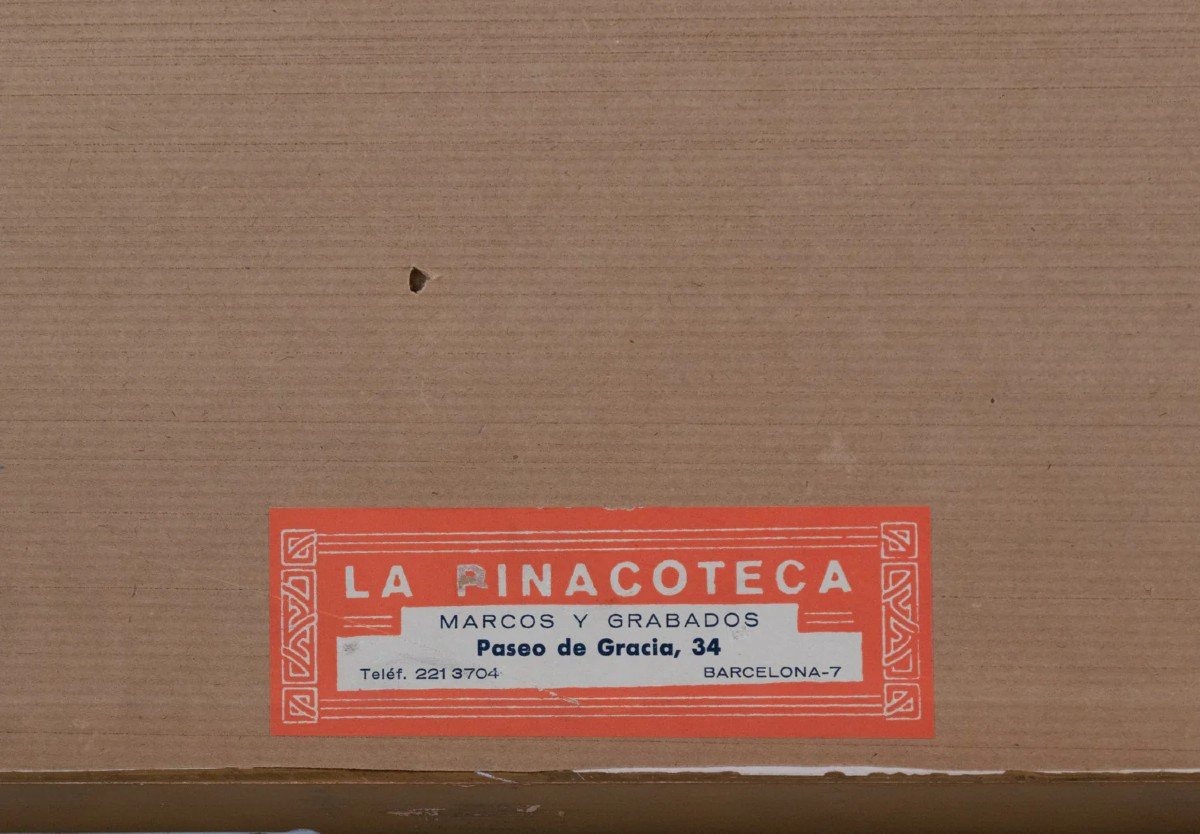 LA PINACOTECA
MARCOS Y GRABADOS
Paseo de Gracia, 34
Teléf. 221 3704 BARCELONA-7